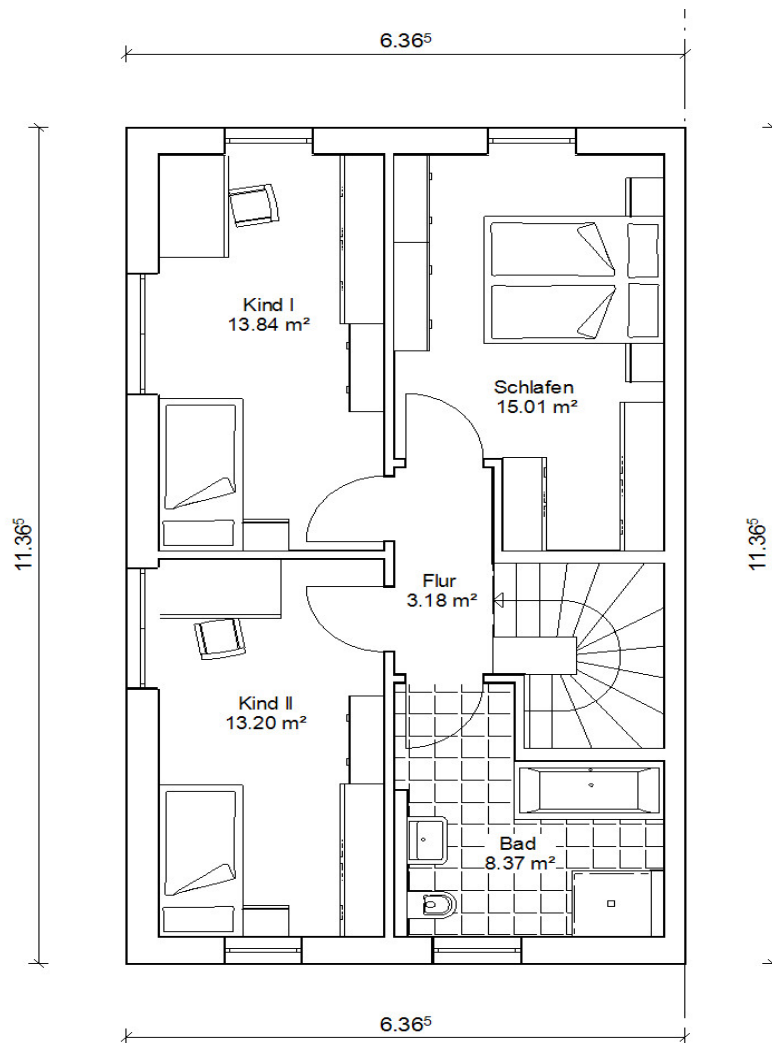 6.36⁵
Kind I
13.84 m²
Schlafen
15.01 m²
11.36⁵
11.36⁵
Flur
3.18 m²
Kind II
13.20 m²
Bad
8.37 m²
6.36⁵